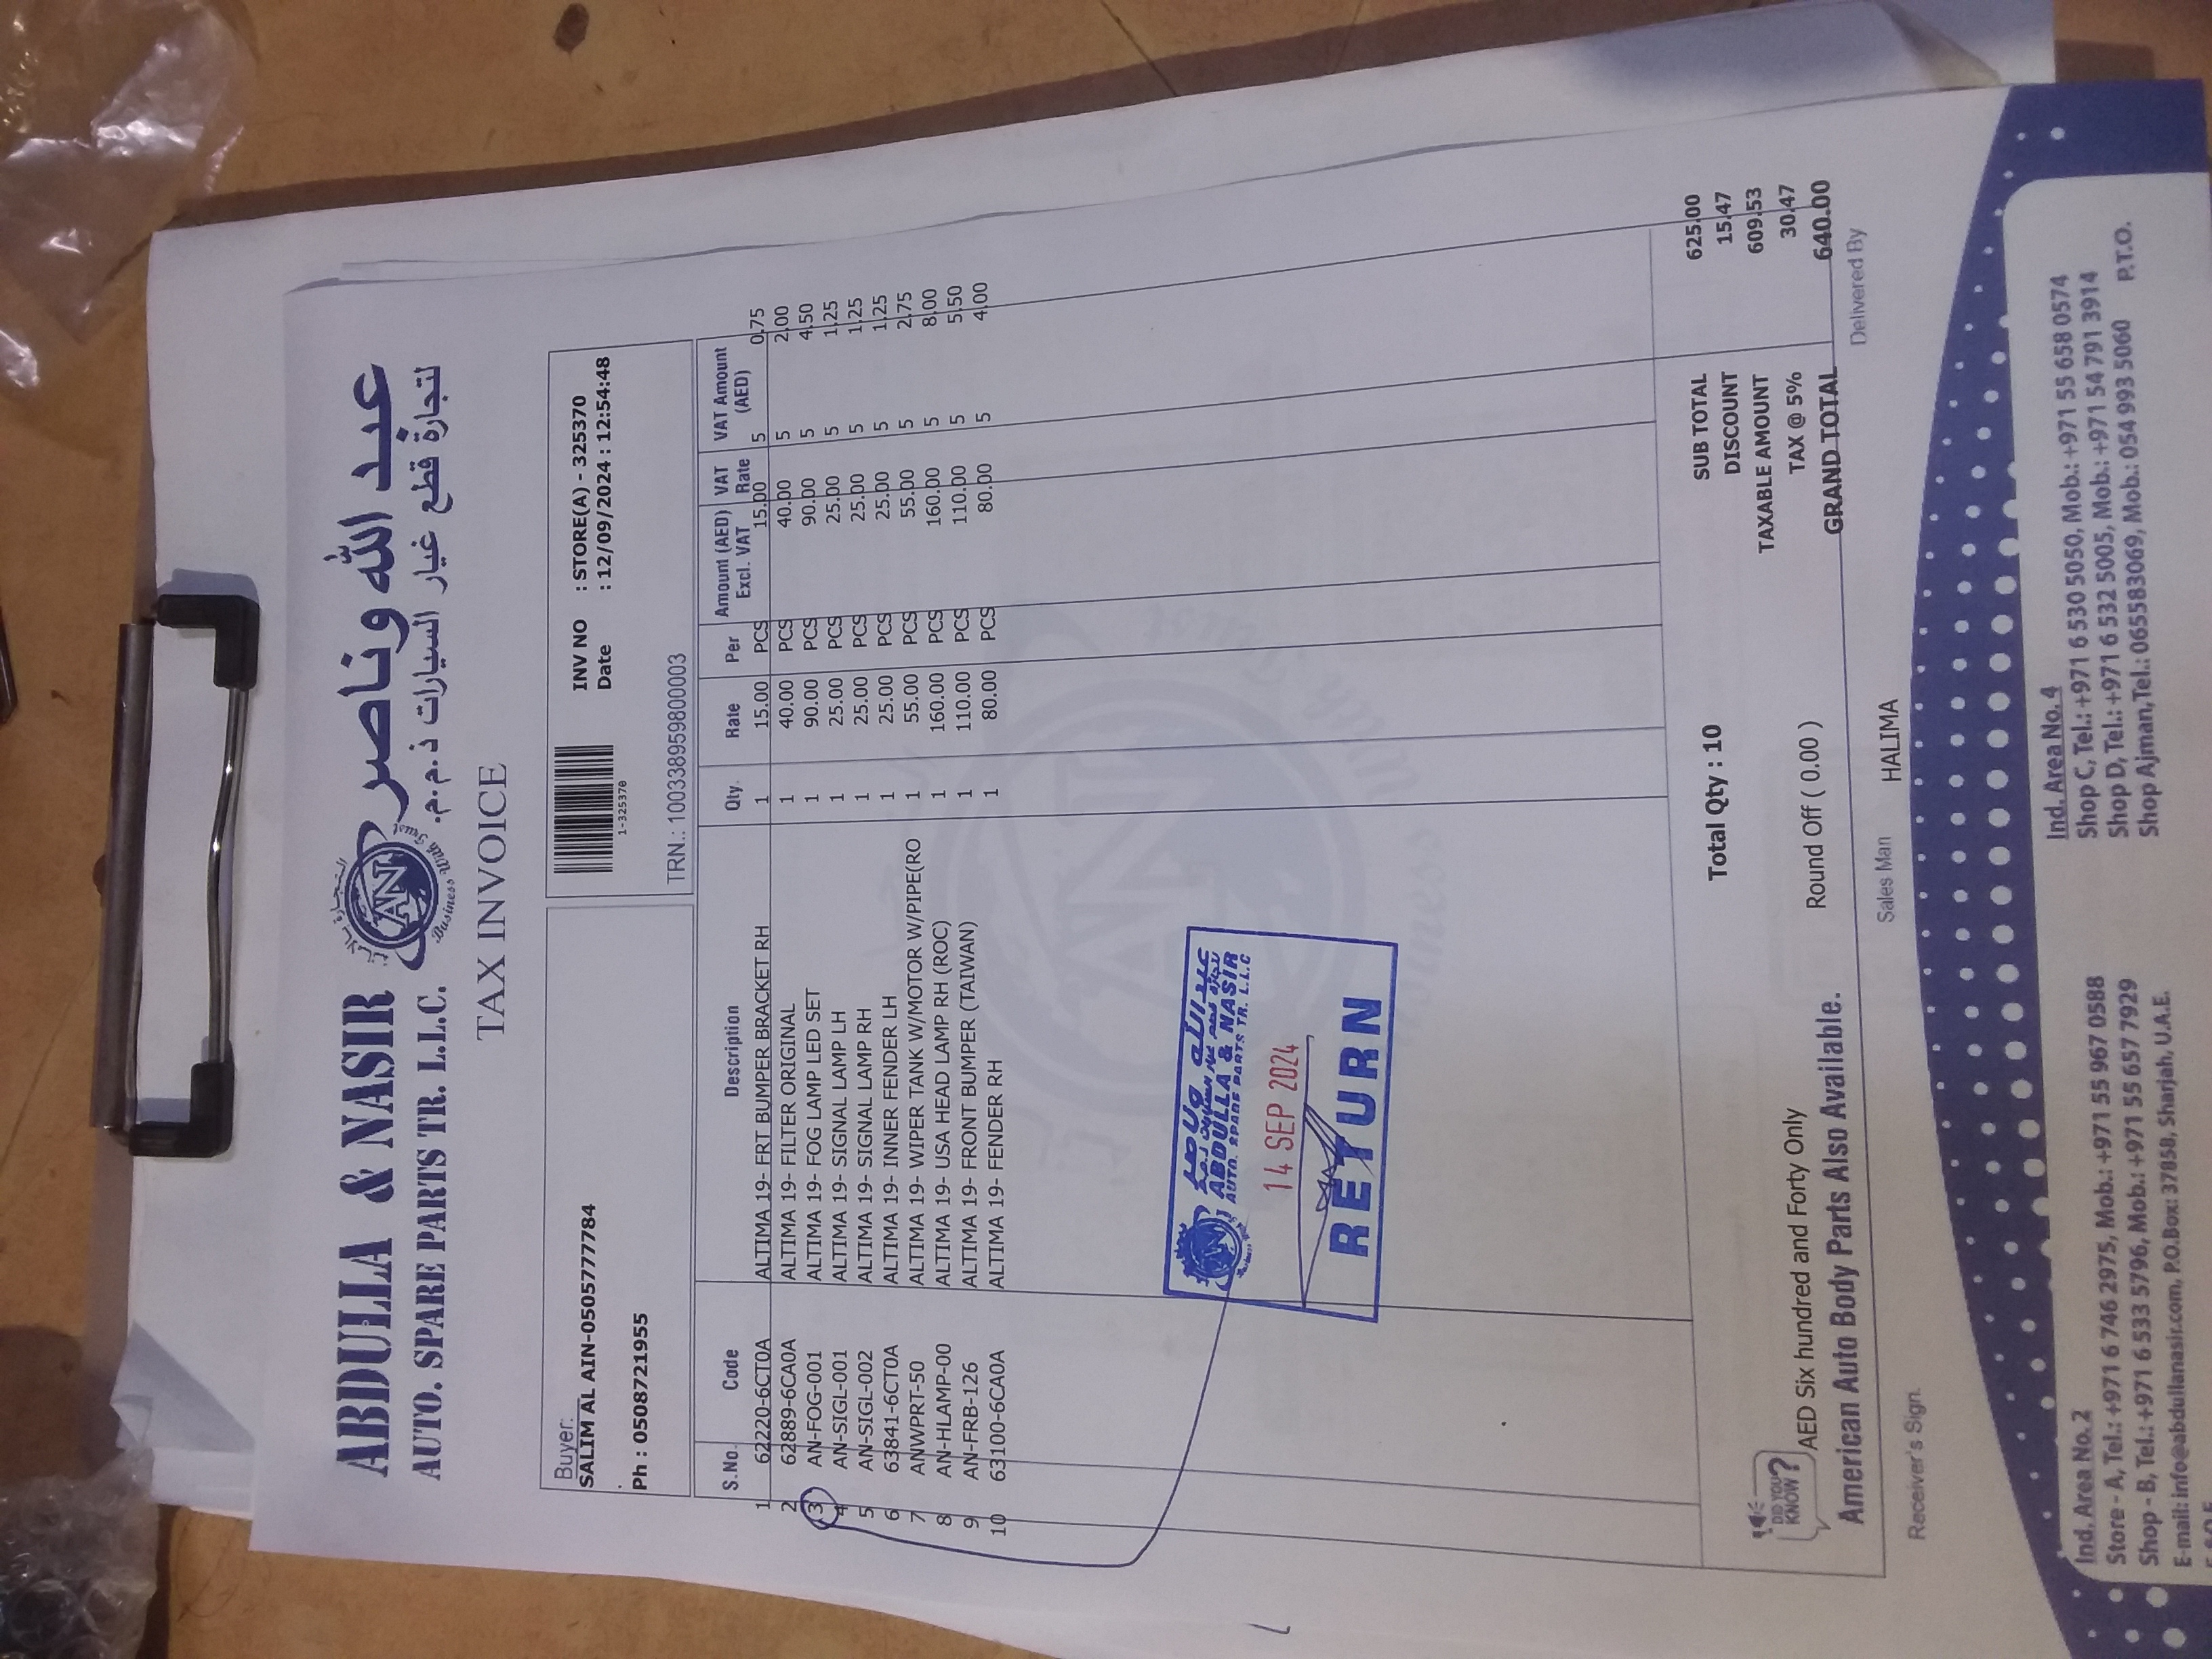 ABDULLA & NASIR
عبد الله وناصر
AUTO. SPARE PARTS TR. L.L.C.
لتجارة قطع غيار السيارات ذ.م.م.
AN
Business With Trust
TAX INVOICE
Buyer:
SALIM AL AIN-0505777784
.
Ph : 0508721955
1-325370
INV NO : STORE(A) - 325370
Date : 12/09/2024 : 12:54:48
TRN.: 100338959800003
S.No. Code Description Qty. Rate Per Amount (AED) Excl. VAT VAT Rate VAT Amount (AED)
1 62220-6CT0A ALTIMA 19- FRT BUMPER BRACKET RH 1 15.00 PCS 15.00 5 0.75
2 62889-6CA0A ALTIMA 19- FILTER ORIGINAL 1 40.00 PCS 40.00 5 2.00
3 AN-FOG-001 ALTIMA 19- FOG LAMP LED SET 1 90.00 PCS 90.00 5 4.50
4 AN-SIGL-001 ALTIMA 19- SIGNAL LAMP LH 1 25.00 PCS 25.00 5 1.25
5 AN-SIGL-002 ALTIMA 19- SIGNAL LAMP RH 1 25.00 PCS 25.00 5 1.25
6 63841-6CT0A ALTIMA 19- INNER FENDER LH 1 25.00 PCS 25.00 5 1.25
7 ANWPRT-50 ALTIMA 19- WIPER TANK W/MOTOR W/PIPE(RO 1 55.00 PCS 55.00 5 2.75
8 AN-HLAMP-00 ALTIMA 19- USA HEAD LAMP RH (ROC) 1 160.00 PCS 160.00 5 8.00
9 AN-FRB-126 ALTIMA 19- FRONT BUMPER (TAIWAN) 1 110.00 PCS 110.00 5 5.50
10 63100-6CA0A ALTIMA 19- FENDER RH 1 80.00 PCS 80.00 5 4.00
عبد الله وناصر
ABDULLA & NASIR
AUTO. SPARE PARTS TR. L.L.C
14 SEP 2024
RETURN
Total Qty : 10
SUB TOTAL 625.00
DISCOUNT 15.47
TAXABLE AMOUNT 609.53
TAX @ 5% 30.47
GRAND TOTAL 640.00
DID YOU KNOW?
AED Six hundred and Forty Only
Round Off ( 0.00 )
American Auto Body Parts Also Available.
Receiver's Sign.
Sales Man HALIMA
Delivered By
Ind. Area No.2
Store - A, Tel.: +971 6 746 2975, Mob.: +971 55 967 0588
Shop - B, Tel.: +971 6 533 5796, Mob.: +971 55 657 7929
E-mail: info@abdullanasir.com, P.O.Box: 37858, Sharjah, U.A.E.
Ind. Area No.4
Shop C, Tel.: +971 6 530 5050, Mob.: +971 55 658 0574
Shop D, Tel.: +971 6 532 5005, Mob.: +971 54 791 3914
Shop Ajman, Tel.: 065583069, Mob.: 054 993 5060
P.T.O.